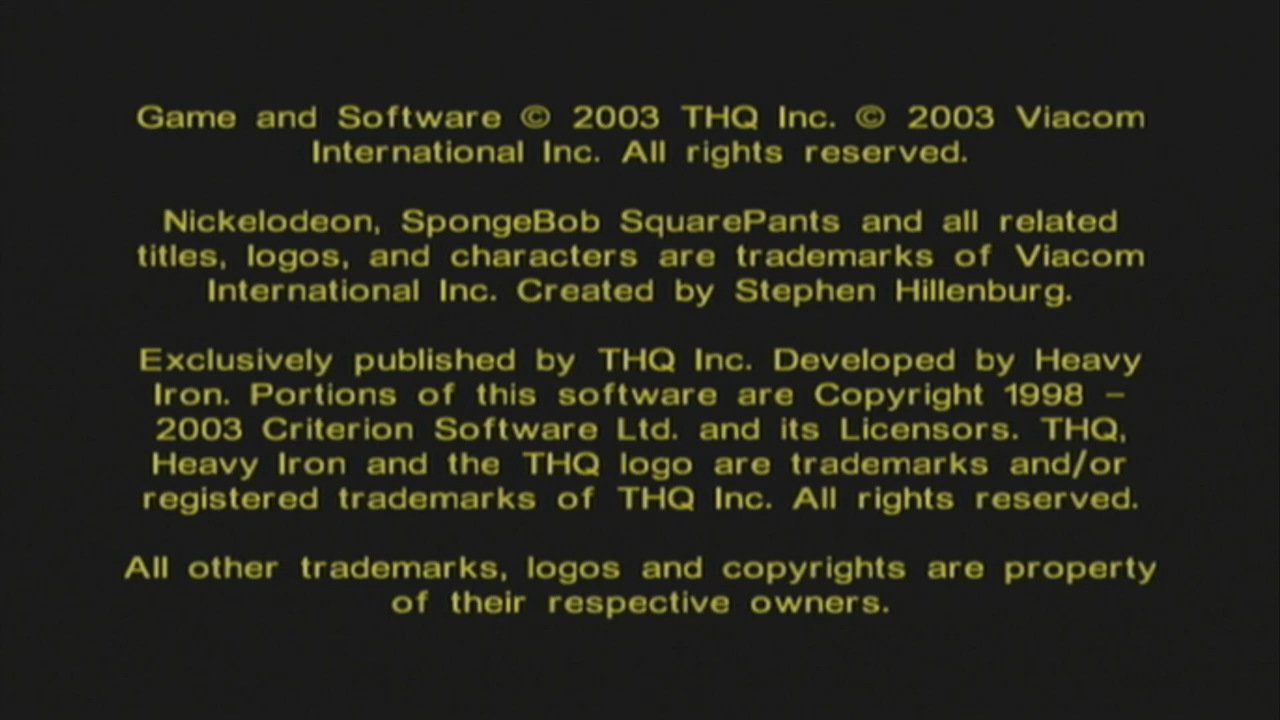 Game and Software © 2003 THQ Inc. © 2003 Viacom
International Inc. All rights reserved.
Nickelodeon, SpongeBob SquarePants and all related
titles, logos, and characters are trademarks of Viacom
International Inc. Created by Stephen Hillenburg.
Exclusively published by THQ Inc. Developed by Heavy
Iron. Portions of this software are Copyright 1998 –
2003 Criterion Software Ltd. and its Licensors. THQ,
Heavy Iron and the THQ logo are trademarks and/or
registered trademarks of THQ Inc. All rights reserved.
All other trademarks, logos and copyrights are property
of their respective owners.